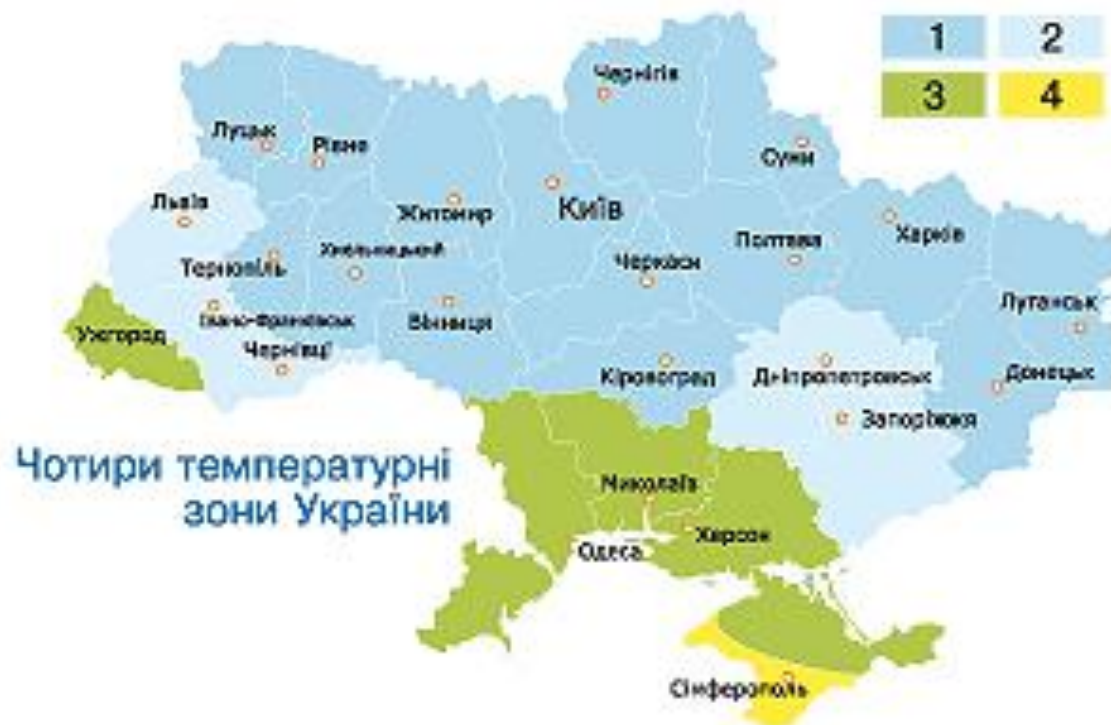 1 2
3 4
Чернігів
Луцьк
Рівне
Суми
Львів
Житомир
Київ
Харків
Полтава
Хмельницький
Тернопіль
Черкаси
Луганськ
Івано-Франківськ
Вінниця
Ужгород
Чернівці
Кіровоград
Дніпропетровськ
Донецьк
Запоріжжя
Чотири температурні
зони України
Миколаїв
Херсон
Одеса
Сімферополь